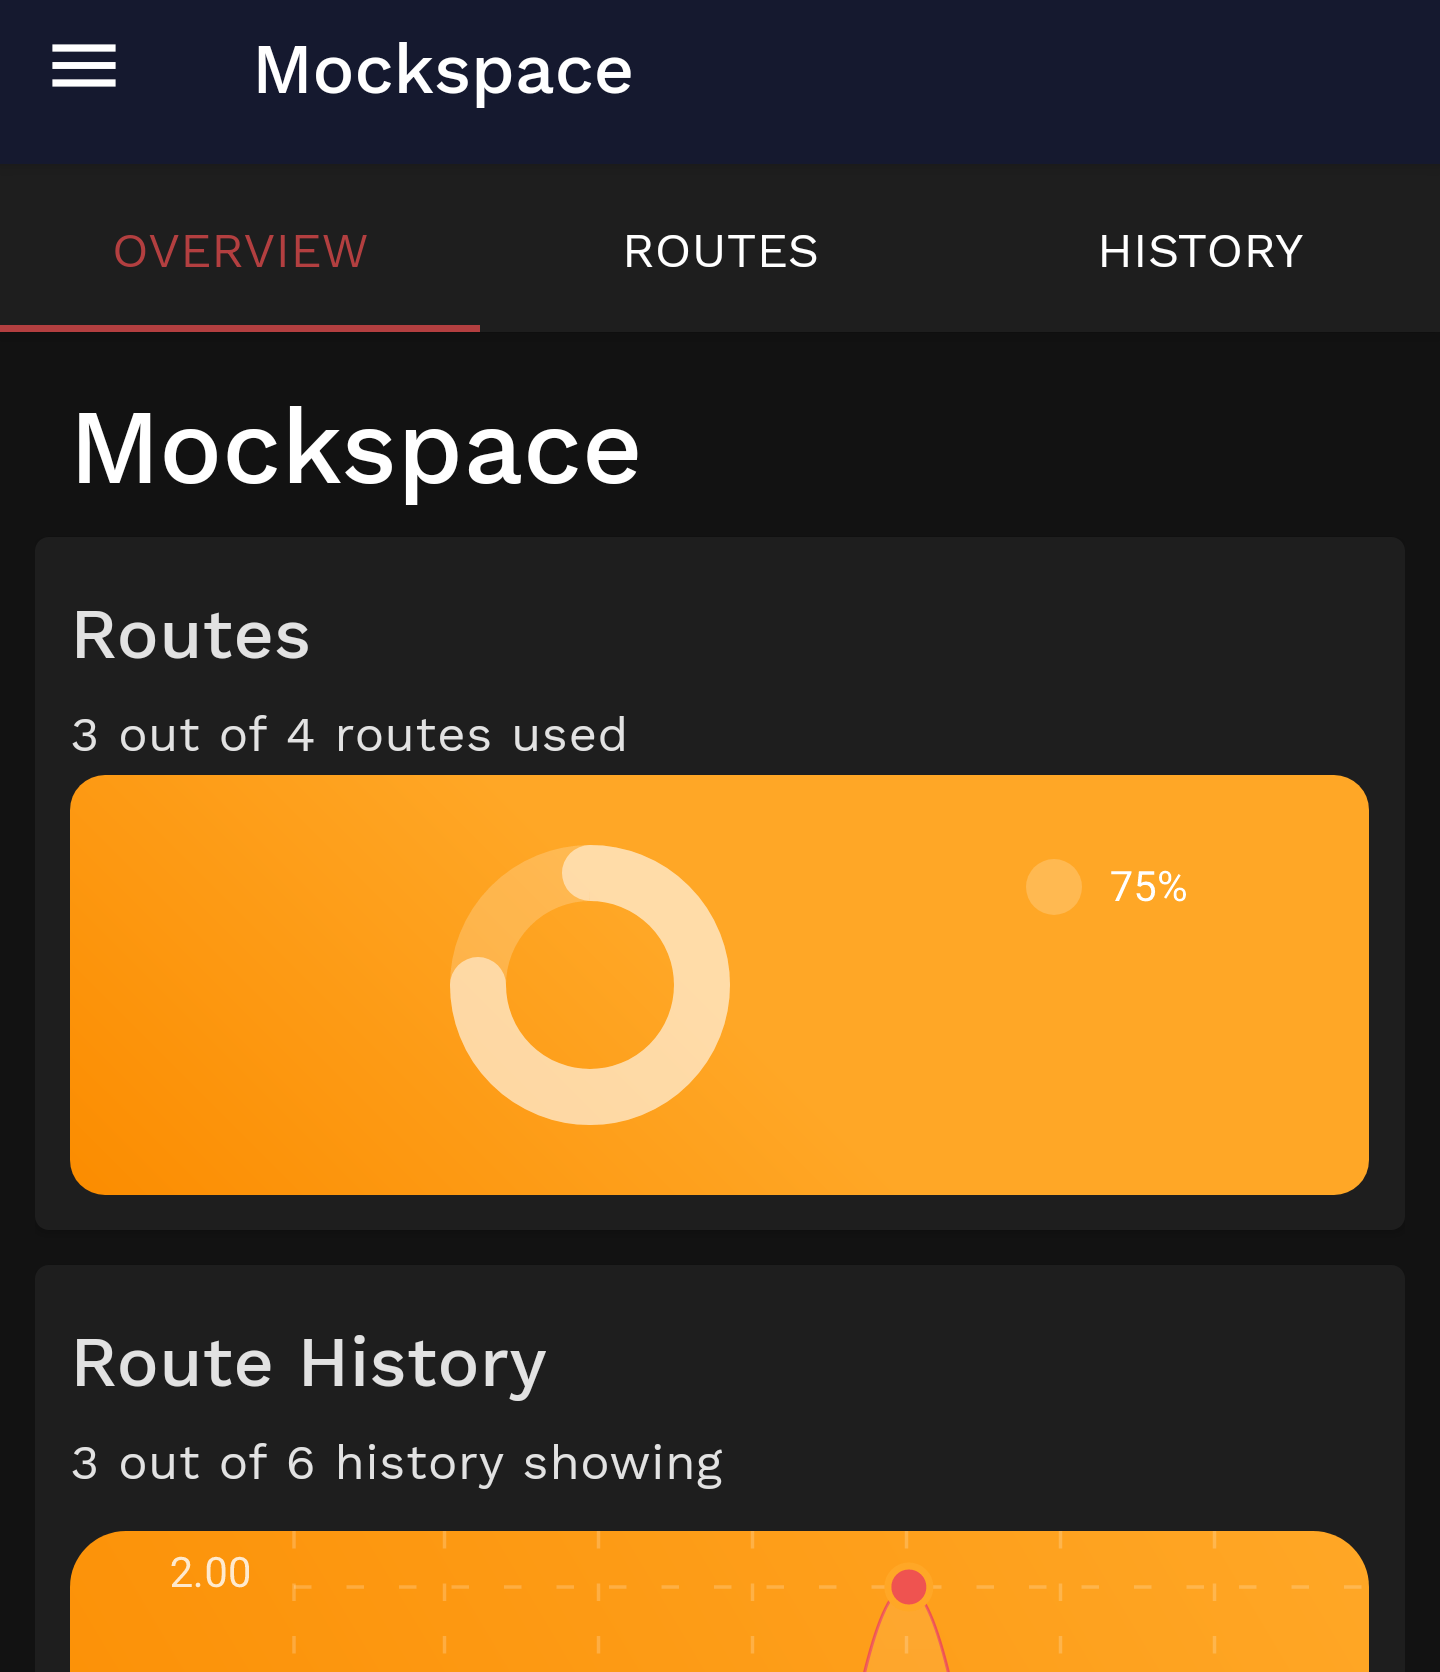 Mockspace
OVERVIEW ROUTES HISTORY
Mockspace
Routes
3 out of 4 routes used
75%
Route History
3 out of 6 history showing
2.00